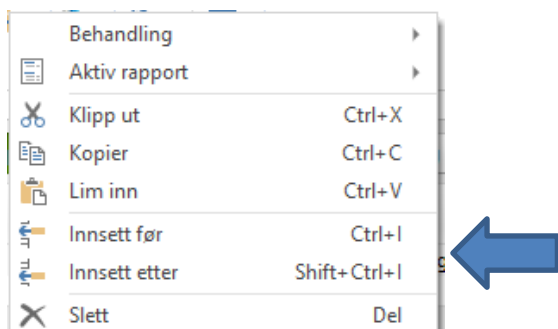 Behandling
Aktiv rapport
Klipp ut Ctrl+X
Kopier Ctrl+C
Lim inn Ctrl+V
Innsett før Ctrl+I
Innsett etter Shift+Ctrl+I
Slett Del